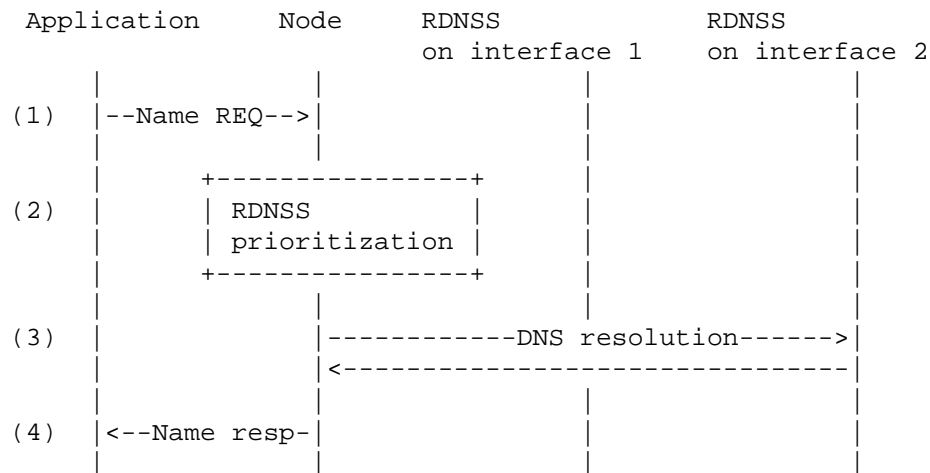 Application     Node     RDNSS                 RDNSS
                         on interface 1    on interface 2
(1)   |--Name REQ-->|
+----------------+
(2)   | RDNSS          |
| prioritization |
+----------------+
(3)   |------------DNS resolution------>|
|<--------------------------------|
(4)   |<--Name resp-|